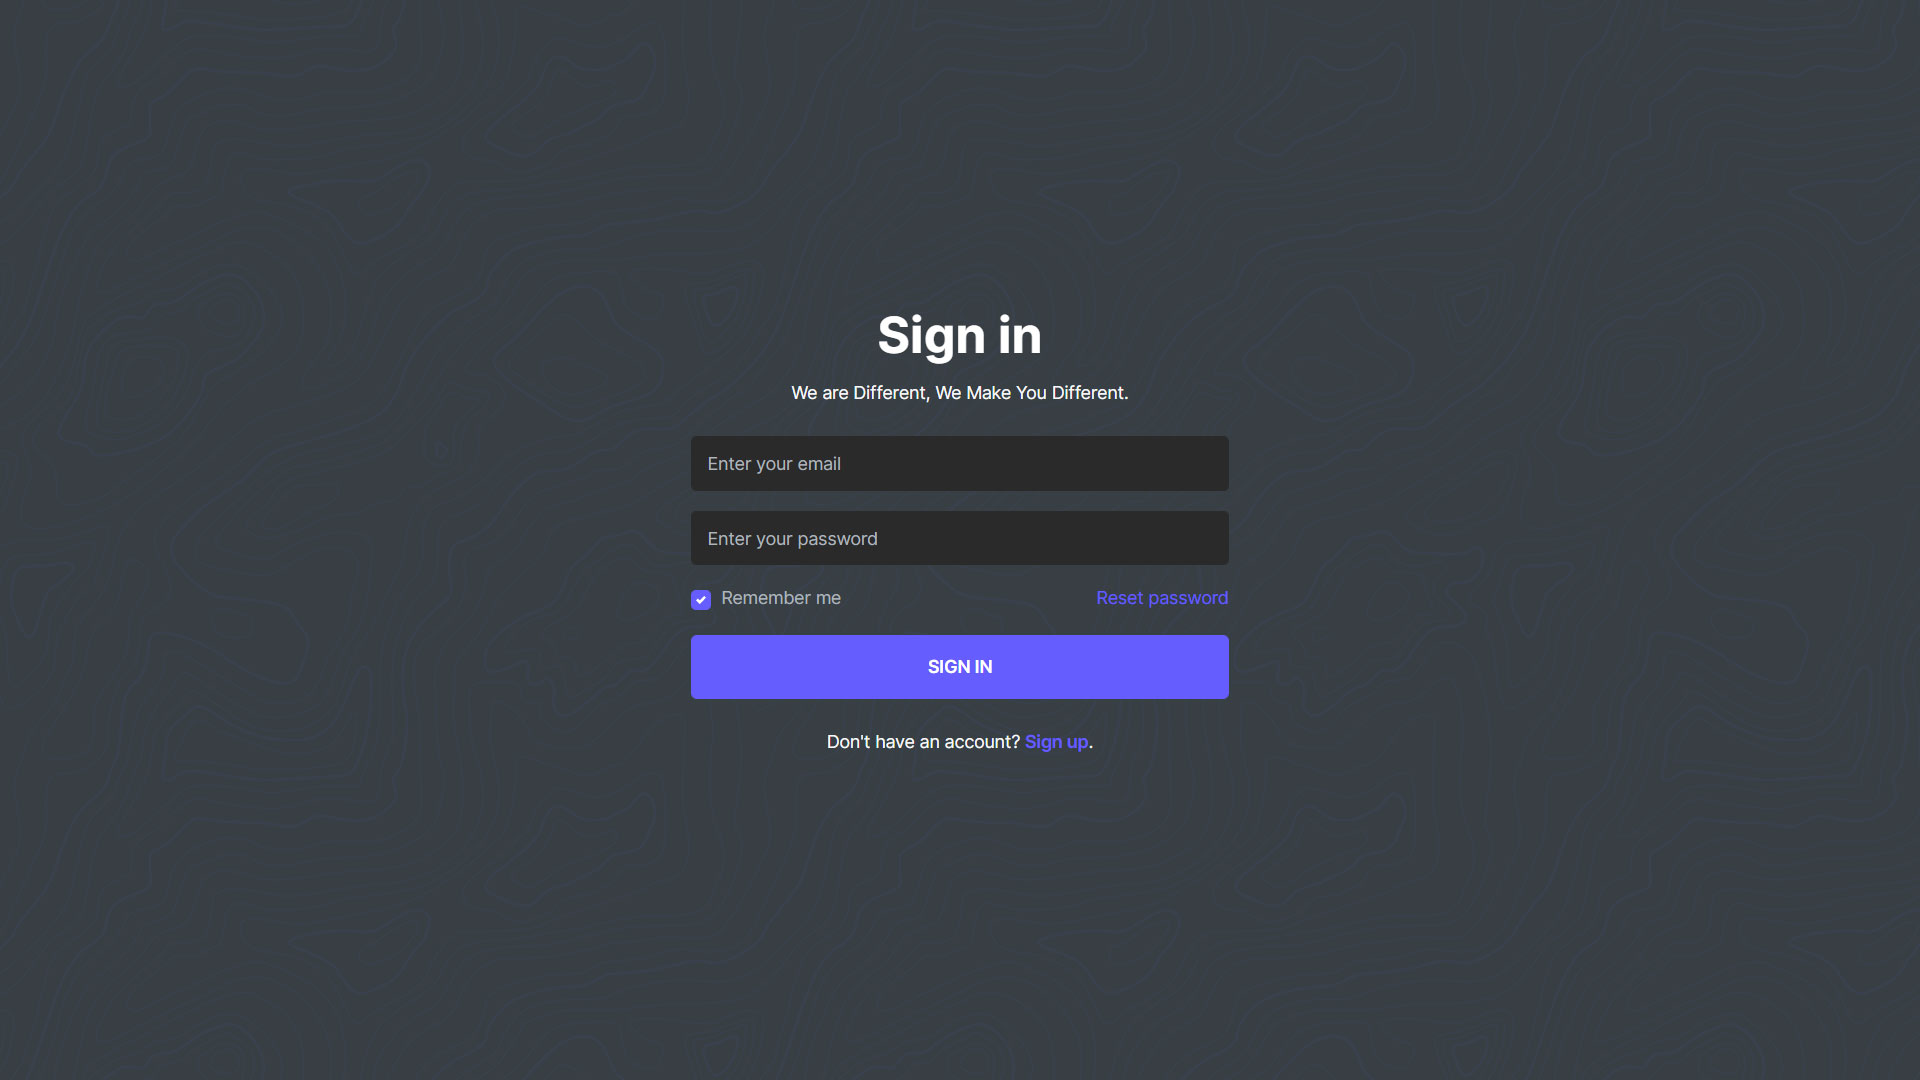 Sign in
We are Different, We Make You Different.
Enter your email
Enter your password
Remember me Reset password
SIGN IN
Don't have an account? Sign up.